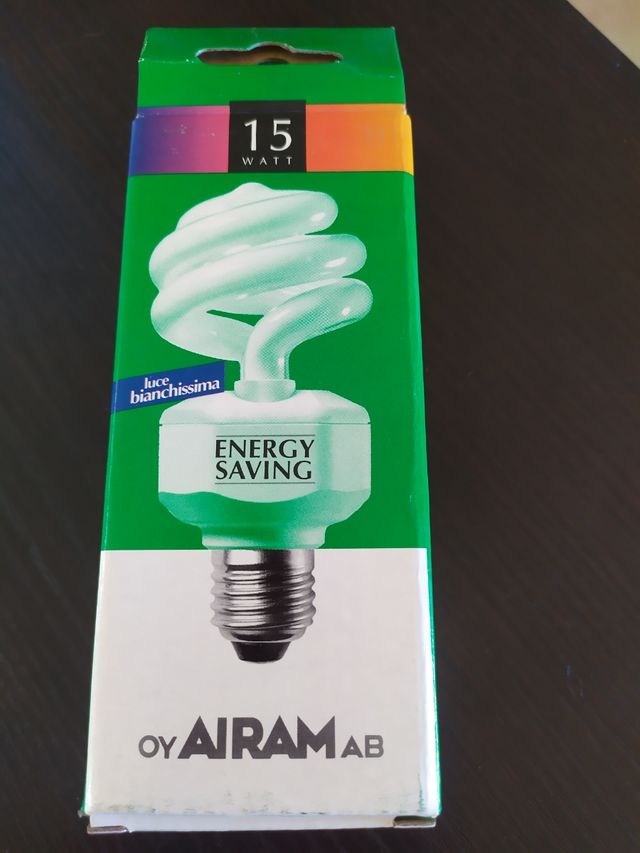 15
WATT
luce
bianchissima
ENERGY
SAVING
OY AIRAM AB